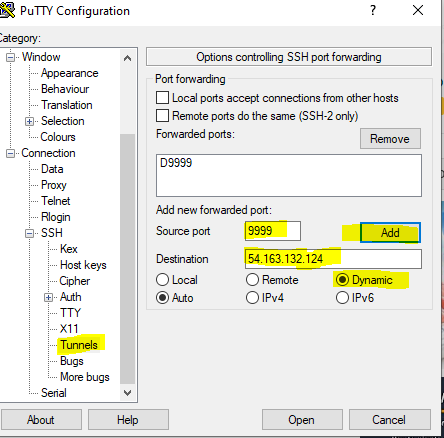 PuTTY Configuration
?
Category:
Window
Appearance
Behaviour
Translation
Selection
Colours
Connection
Data
Proxy
Telnet
Rlogin
SSH
Kex
Host keys
Cipher
Auth
TTY
X11
Tunnels
Bugs
More bugs
Serial
Options controlling SSH port forwarding
Port forwarding
Local ports accept connections from other hosts
Remote ports do the same (SSH-2 only)
Forwarded ports:
Remove
D9999
Add new forwarded port:
Source port 9999 Add
Destination 54.163.132.124
Local Remote Dynamic
Auto IPv4 IPv6
About Help Open Cancel